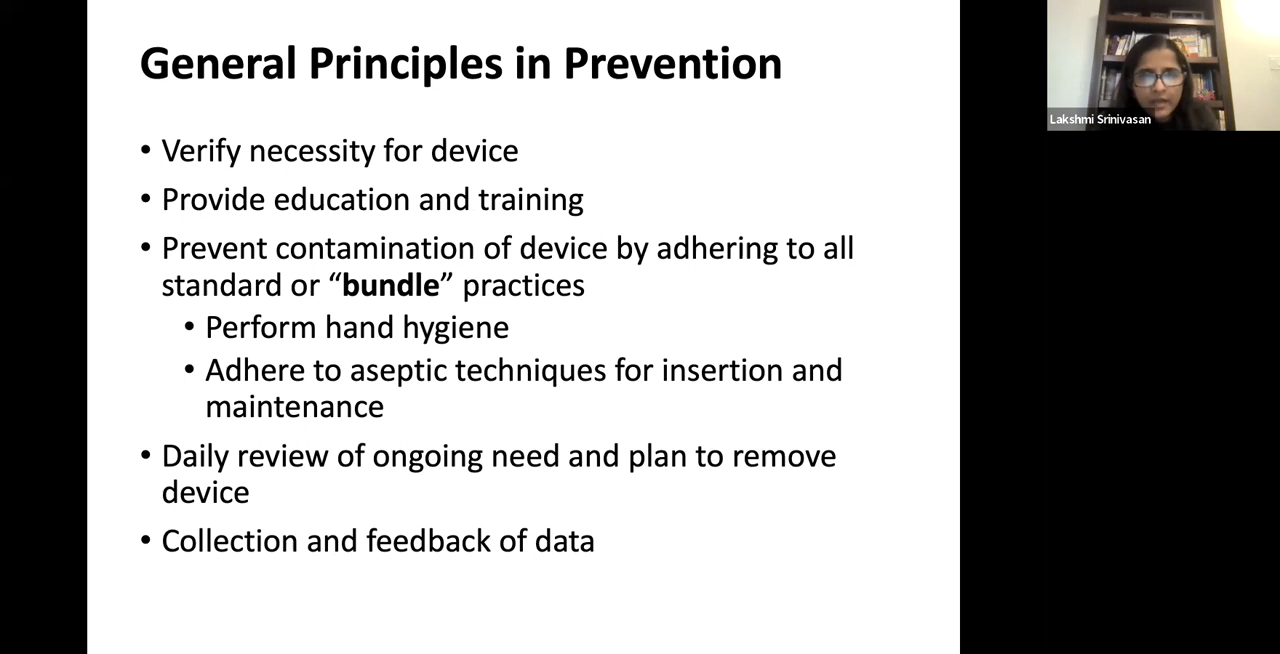 General Principles in Prevention
• Verify necessity for device
• Provide education and training
• Prevent contamination of device by adhering to all
standard or “bundle” practices
• Perform hand hygiene
• Adhere to aseptic techniques for insertion and
maintenance
• Daily review of ongoing need and plan to remove
device
• Collection and feedback of data
Lakshmi Srinivasan